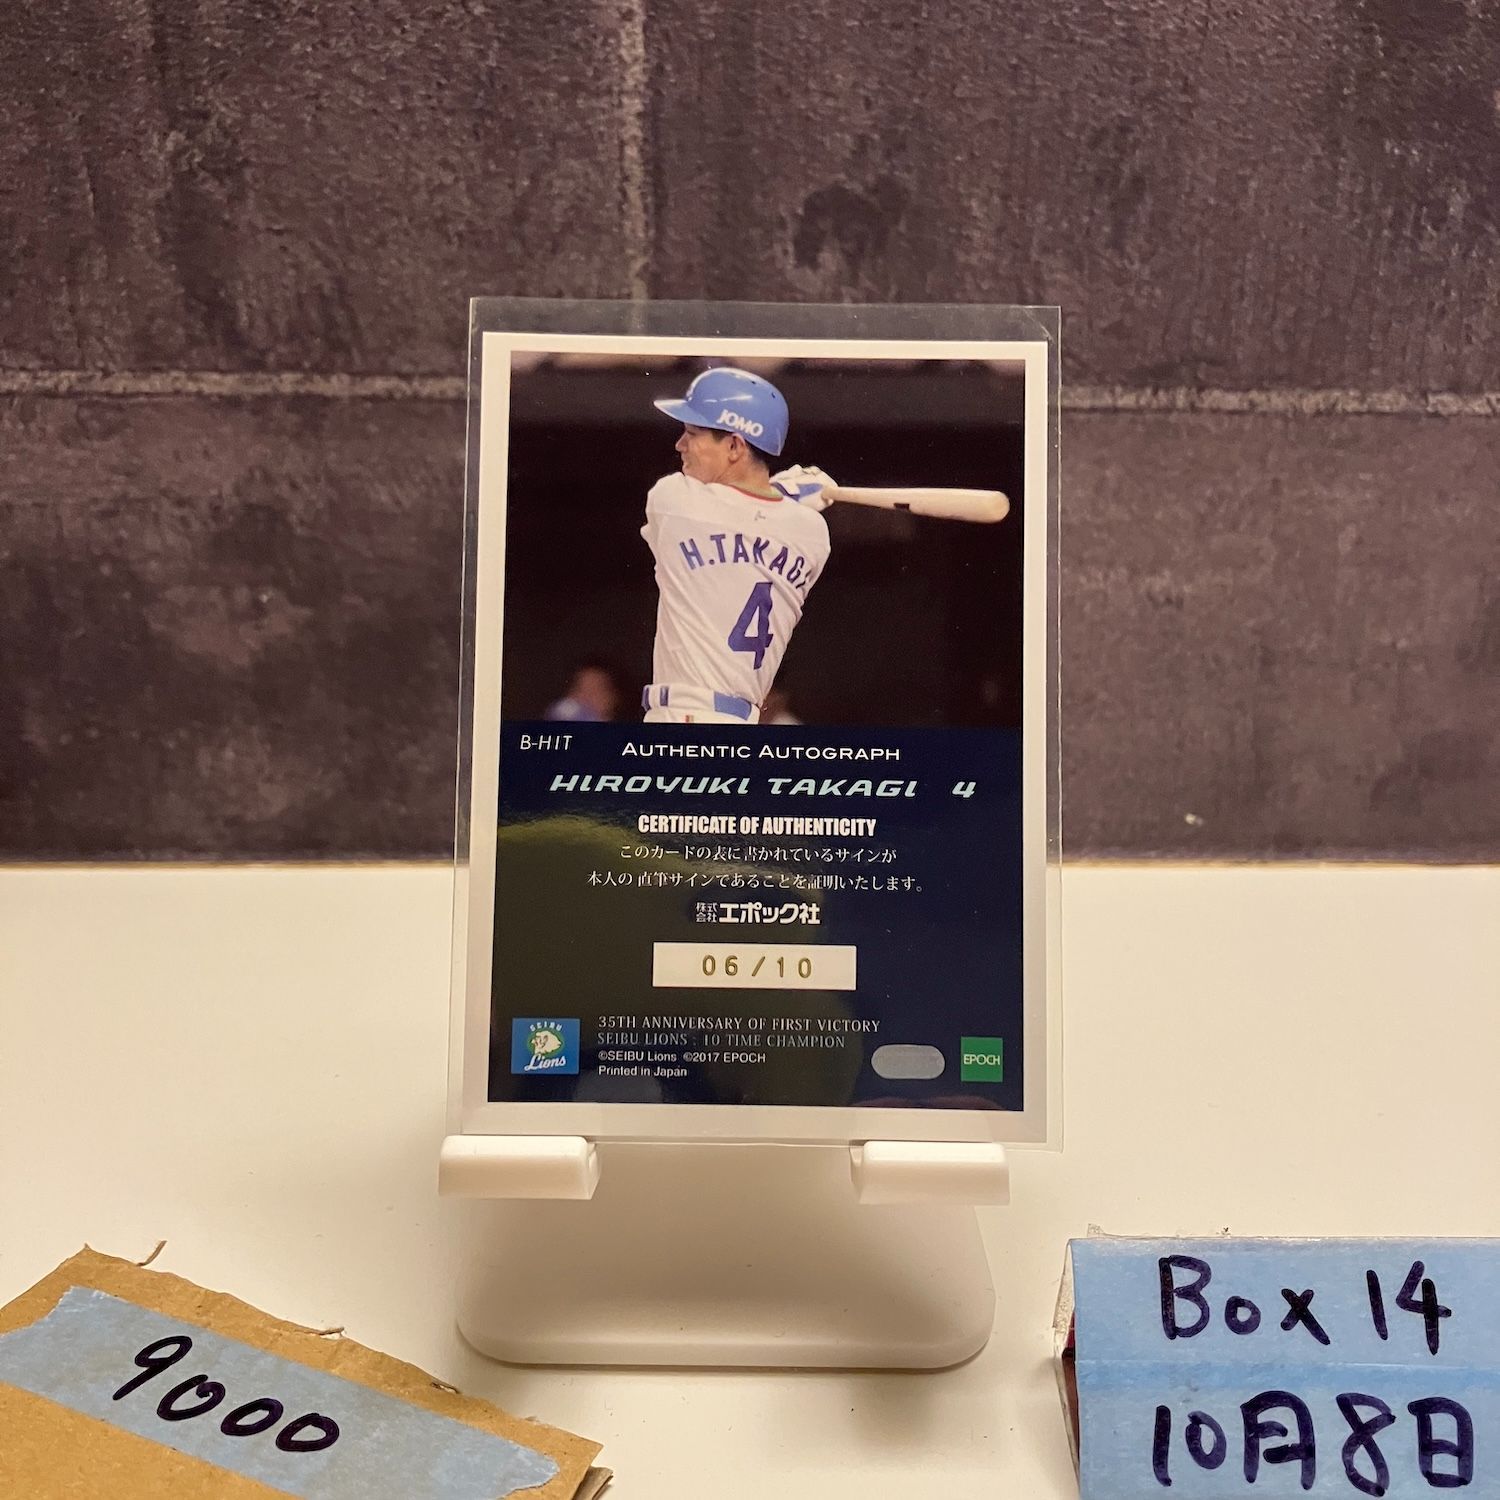 JOMO
H.TAKAGI
4
B-HIT
AUTHENTIC AUTOGRAPH
HIROYUKI TAKAGI 4
CERTIFICATE OF AUTHENTICITY
このカードの表に書かれているサインが
本人の直筆サインであることを証明いたします。
株式会社エポック社
06/10
SEIBU
Lions
35TH ANNIVERSARY OF FIRST VICTORY
SEIBU LIONS : 10 TIME CHAMPION
©SEIBU Lions ©2017 EPOCH
Printed in Japan
EPOCH
9000
Box 14
10月8日